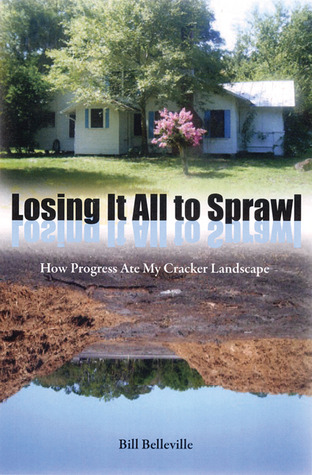 Losing It All to Sprawl
How Progress Ate My Cracker Landscape
Bill Belleville